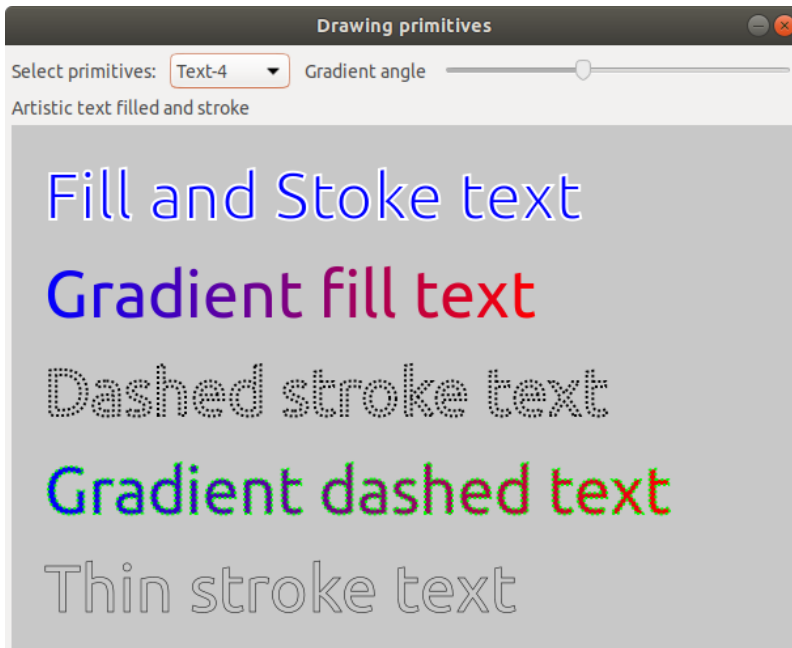 Drawing primitives
Select primitives: Text-4 Gradient angle
Artistic text filled and stroke
Fill and Stoke text
Gradient fill text
Dashed stroke text
Gradient dashed text
Thin stroke text